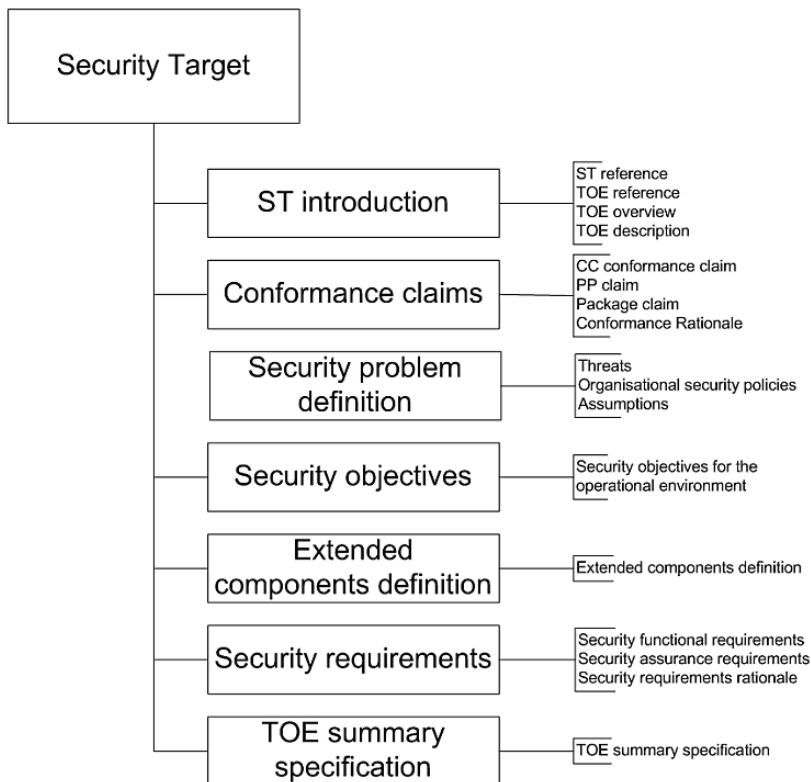 Security Target
ST introduction
ST reference
TOE reference
TOE overview
TOE description
Conformance claims
CC conformance claim
PP claim
Package claim
Conformance Rationale
Security problem
definition
Threats
Organisational security policies
Assumptions
Security objectives
Security objectives for the
operational environment
Extended
components definition
Extended components definition
Security requirements
Security functional requirements
Security assurance requirements
Security requirements rationale
TOE summary
specification
TOE summary specification